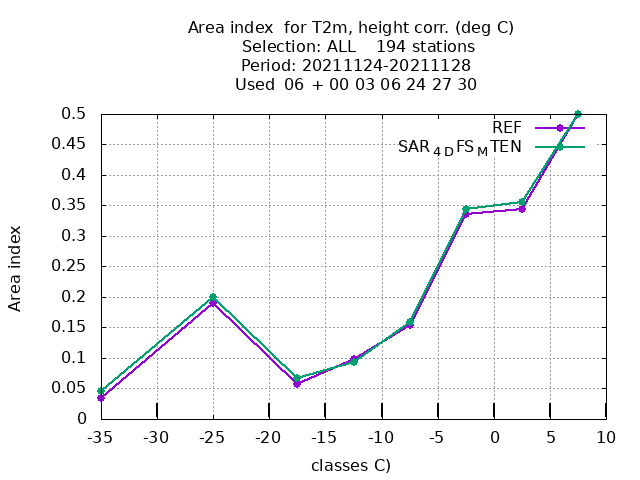 Area index  for T2m, height corr. (deg C)
Selection: ALL    194 stations
Period: 20211124-20211128
Used  06 + 00 03 06 24 27 30
REF
SAR4DFSMTEN
0.5
0.45
0.4
0.35
0.3
0.25
0.2
0.15
0.1
0.05
0
Area index
-35 -30 -25 -20 -15 -10 -5 0 5 10
classes C)